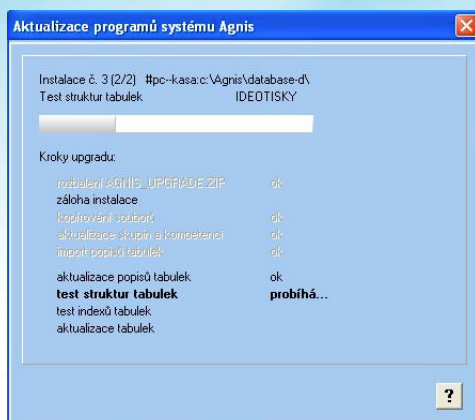 Aktualizace programů systému Agnis
Instalace č. 3 (2/2) #pc--kasa:c:\Agnis\database-d\
Test struktur tabulek IDEOTISKY
Kroky upgradu:
rozbalení AGNIS_UPGRADE.ZIP ok
záloha instalace
kopírování souborů ok
aktualizace skupin a kompetencí ok
import popisů tabulek ok
aktualizace popisů tabulek ok
test struktur tabulek probíhá...
test indexů tabulek
aktualizace tabulek
?